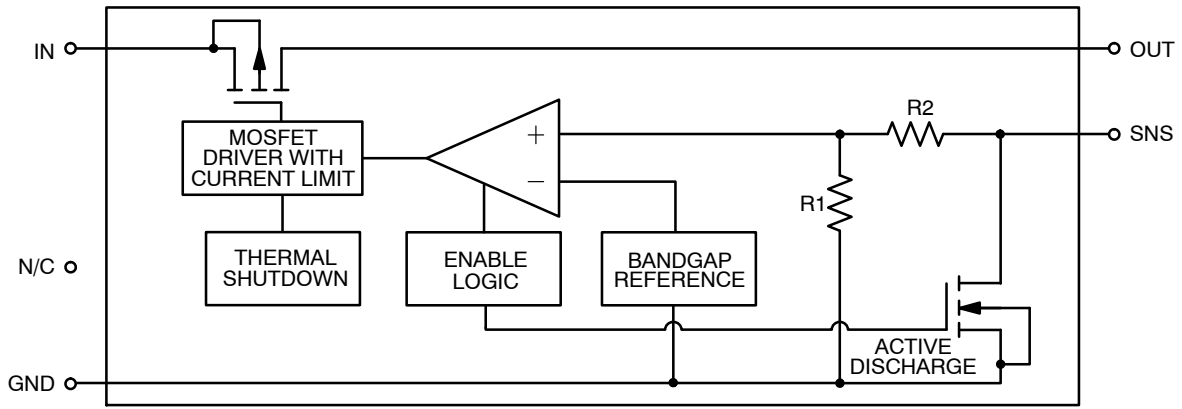 IN
OUT
R2
SNS
MOSFET
DRIVER WITH
CURRENT LIMIT
+
−
R1
N/C
THERMAL
SHUTDOWN
ENABLE
LOGIC
BANDGAP
REFERENCE
ACTIVE
DISCHARGE
GND